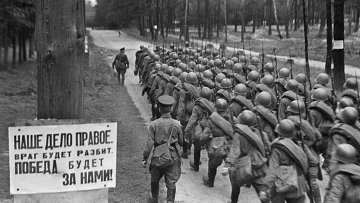 НАШЕ ДЕЛО ПРАВОЕ.
ВРАГ БУДЕТ РАЗБИТ.
ПОБЕДА БУДЕТ
ЗА НАМИ!